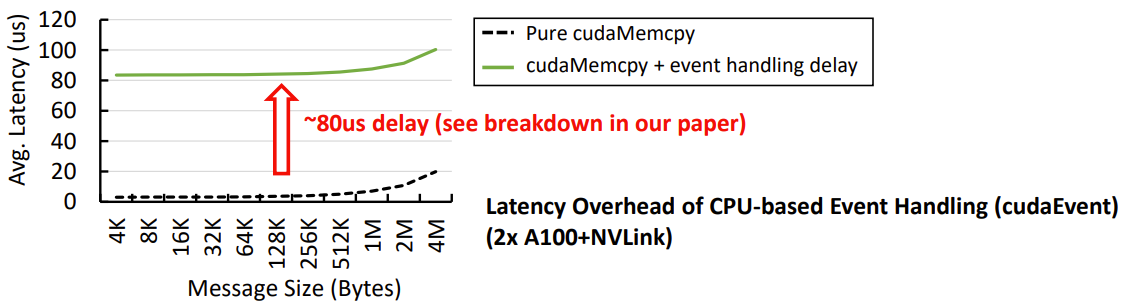 120
100
80
60
40
20
0
Avg. Latency (us)
4K
8K
16K
32K
64K
128K
256K
512K
1M
2M
4M
Message Size (Bytes)
Pure cudaMemcpy
cudaMemcpy + event handling delay
~80us delay (see breakdown in our paper)
Latency Overhead of CPU-based Event Handling (cudaEvent)
(2x A100+NVLink)